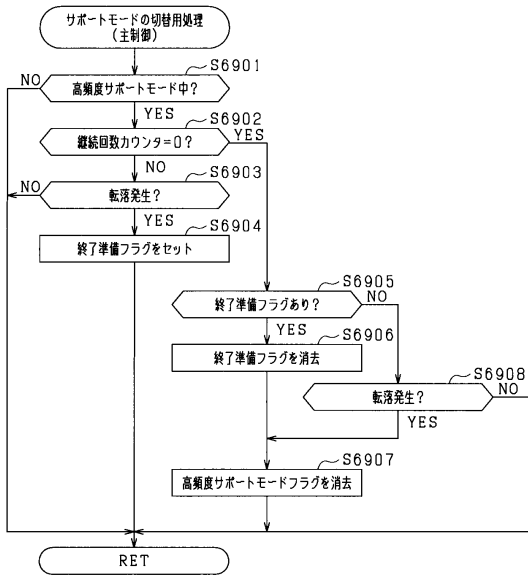 サポートモードの切替用処理
(主制御)
S6901
高頻度サポートモード中?
NO
YES
S6902
継続回数カウンタ=0?
YES
NO
S6903
転落発生?
NO
YES
S6904
終了準備フラグをセット
S6905
終了準備フラグあり?
NO
YES
S6906
終了準備フラグを消去
S6908
転落発生?
NO
YES
S6907
高頻度サポートモードフラグを消去
RET